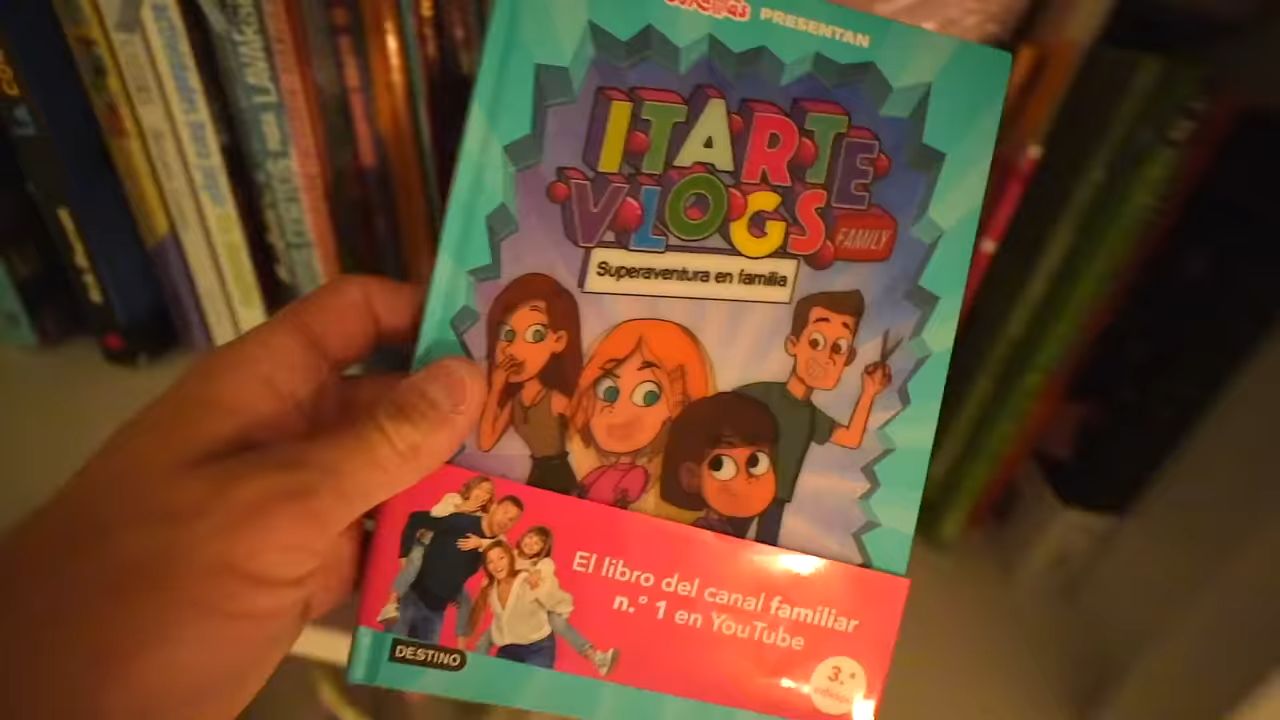 PRESENTAN
ITARTE
VLOGS
FAMILY
Superaventura en familia
El libro del canal familiar
n.° 1 en YouTube
DESTINO
3.ª
edición